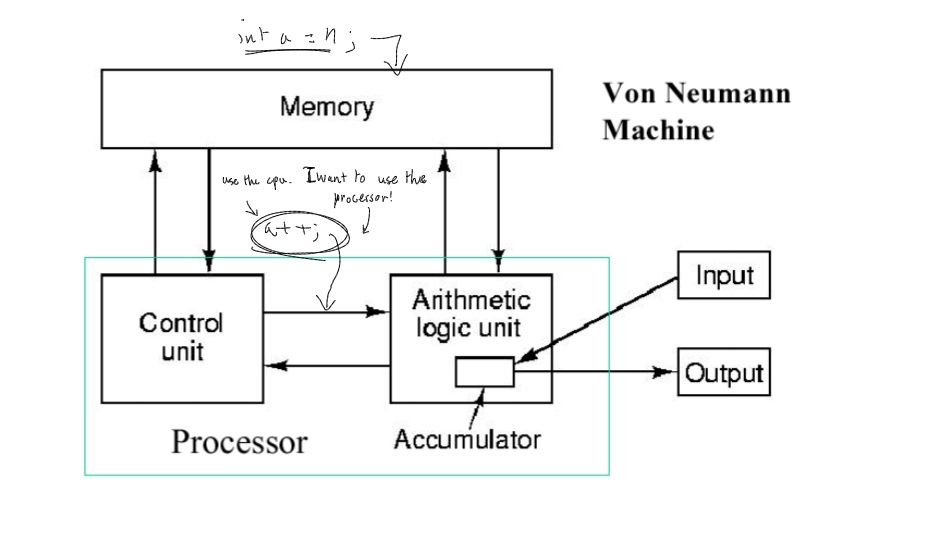 int a = n ;
Memory
Von Neumann
Machine
use the cpu. I want to use the
processor!
a++;
Control
unit
Arithmetic
logic unit
Input
Output
Processor
Accumulator